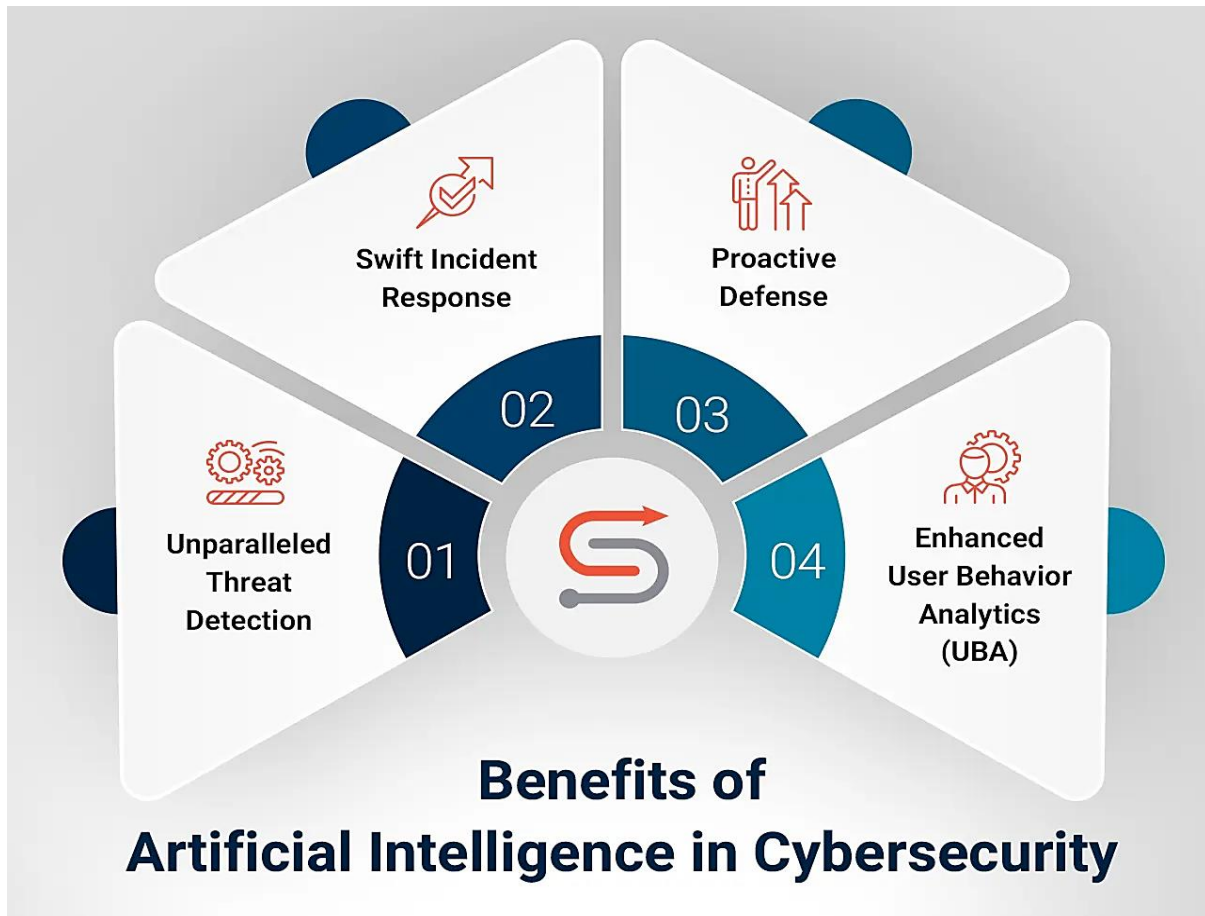 01
Unparalleled
Threat
Detection
02
Swift Incident
Response
03
Proactive
Defense
04
Enhanced
User Behavior
Analytics
(UBA)
Benefits of
Artificial Intelligence in Cybersecurity